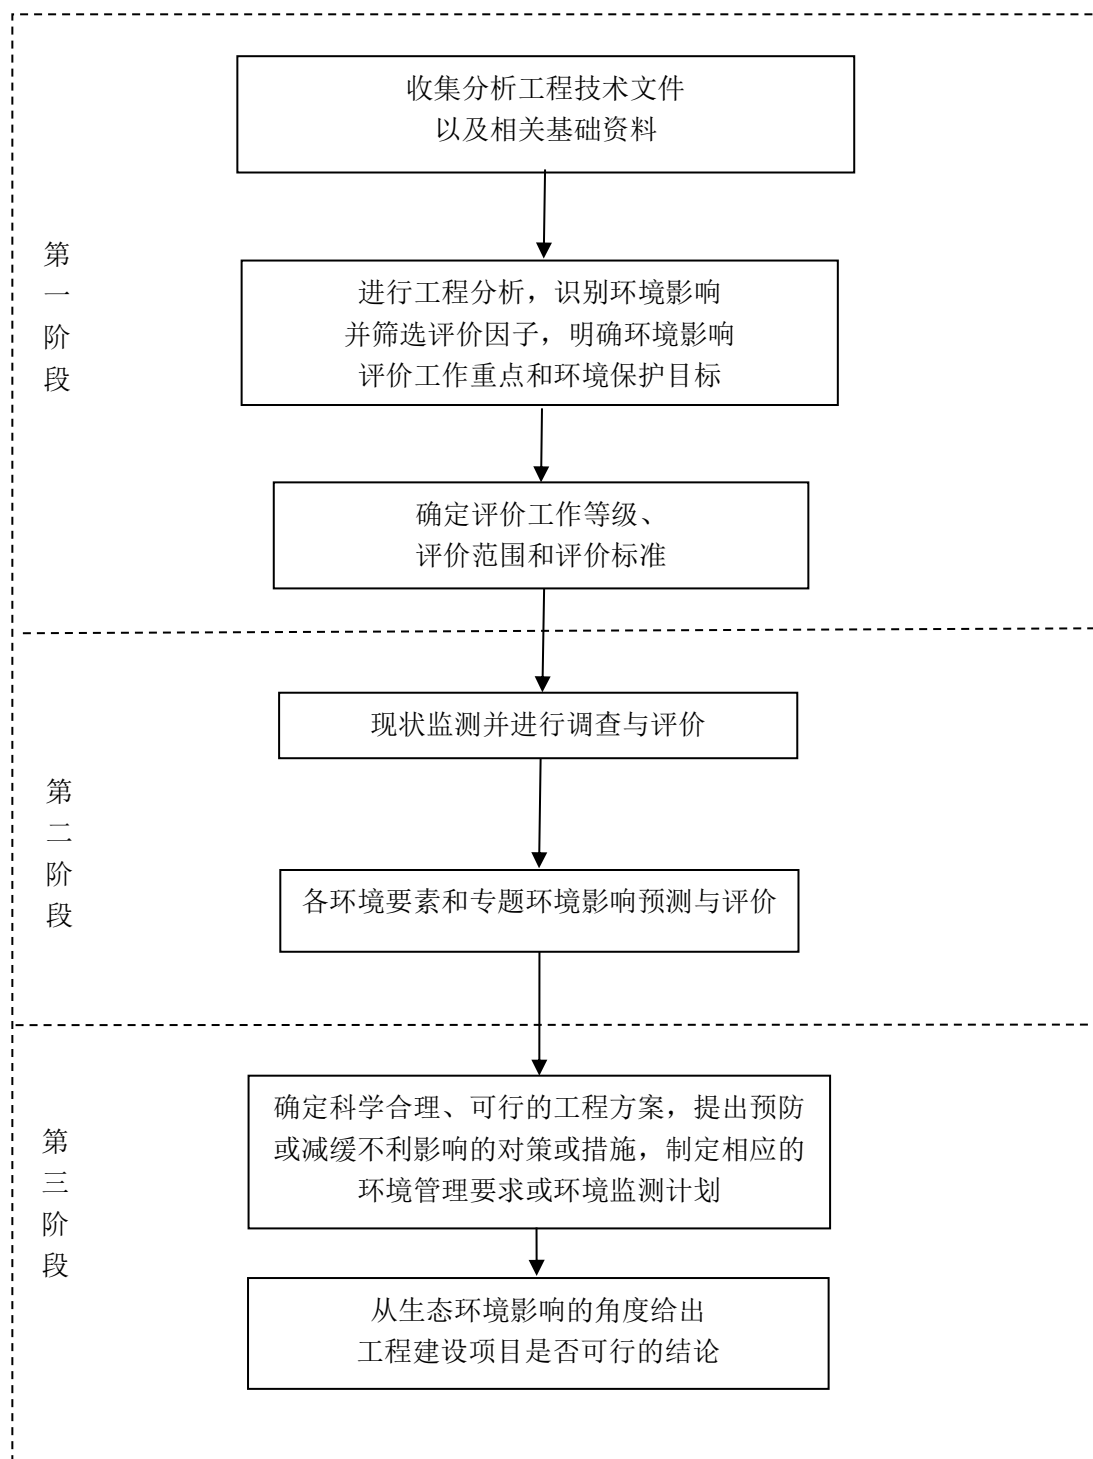 收集分析工程技术文件
以及相关基础资料
第一阶段
进行工程分析，识别环境影响
并筛选评价因子，明确环境影响
评价工作重点和环境保护目标
确定评价工作等级、
评价范围和评价标准
现状监测并进行调查与评价
第二阶段
各环境要素和专题环境影响预测与评价
确定科学合理、可行的工程方案，提出预防
或减缓不利影响的对策或措施，制定相应的
环境管理要求或环境监测计划
第三阶段
从生态环境影响的角度给出
工程建设项目是否可行的结论